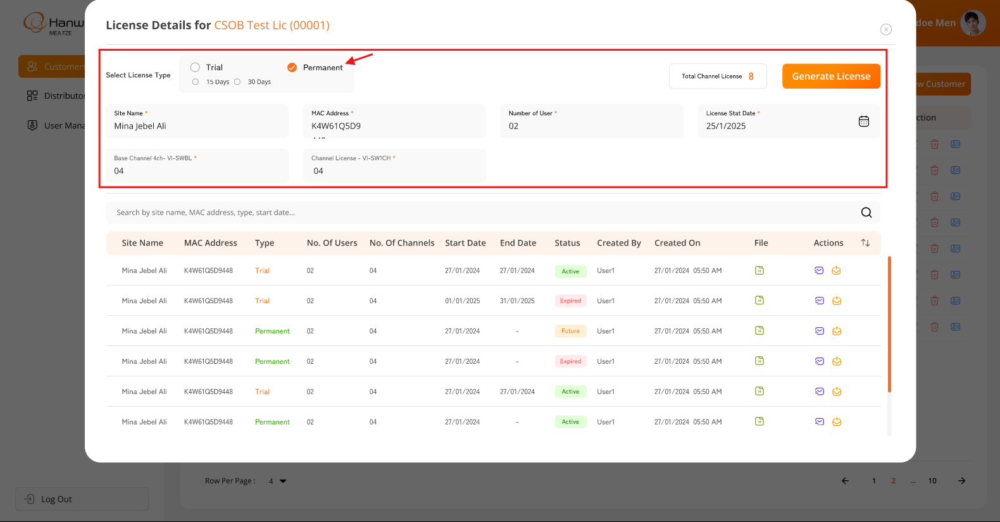 License Details for CSOB Test Lic (00001)
Hanw
MEA FZE
doe Men
Customers
Distributor
User Mana
Log Out
Select License Type
Trial
Permanent
15 Days
30 Days
Total Channel License 8
Generate License
w Customer
ction
Site Name *
Mina Jebel Ali
MAC Address *
K4W61Q5D9
Number of User *
02
License Stat Date *
25/1/2025
Base Channel 4ch- VI-SWBL *
04
Channel License - VI-SW1CH *
04
Search by site name, MAC address, type, start date...
Site Name MAC Address Type No. Of Users No. Of Channels Start Date End Date Status Created By Created On File Actions
Mina Jebel Ali K4W61Q5D9448 Trial 02 04 27/01/2024 27/01/2024 Active User1 27/01/2024 05:50 AM
Mina Jebel Ali K4W61Q5D9448 Trial 02 04 01/01/2025 31/01/2025 Expired User1 27/01/2024 05:50 AM
Mina Jebel Ali K4W61Q5D9448 Permanent 02 04 27/01/2024 - Future User1 27/01/2024 05:50 AM
Mina Jebel Ali K4W61Q5D9448 Permanent 02 04 27/01/2024 - Expired User1 27/01/2024 05:50 AM
Mina Jebel Ali K4W61Q5D9448 Trial 02 04 27/01/2024 27/01/2024 Active User1 27/01/2024 05:50 AM
Mina Jebel Ali K4W61Q5D9448 Permanent 02 04 27/01/2024 - Active User1 27/01/2024 05:50 AM
Row Per Page : 4
1 2 ... 10